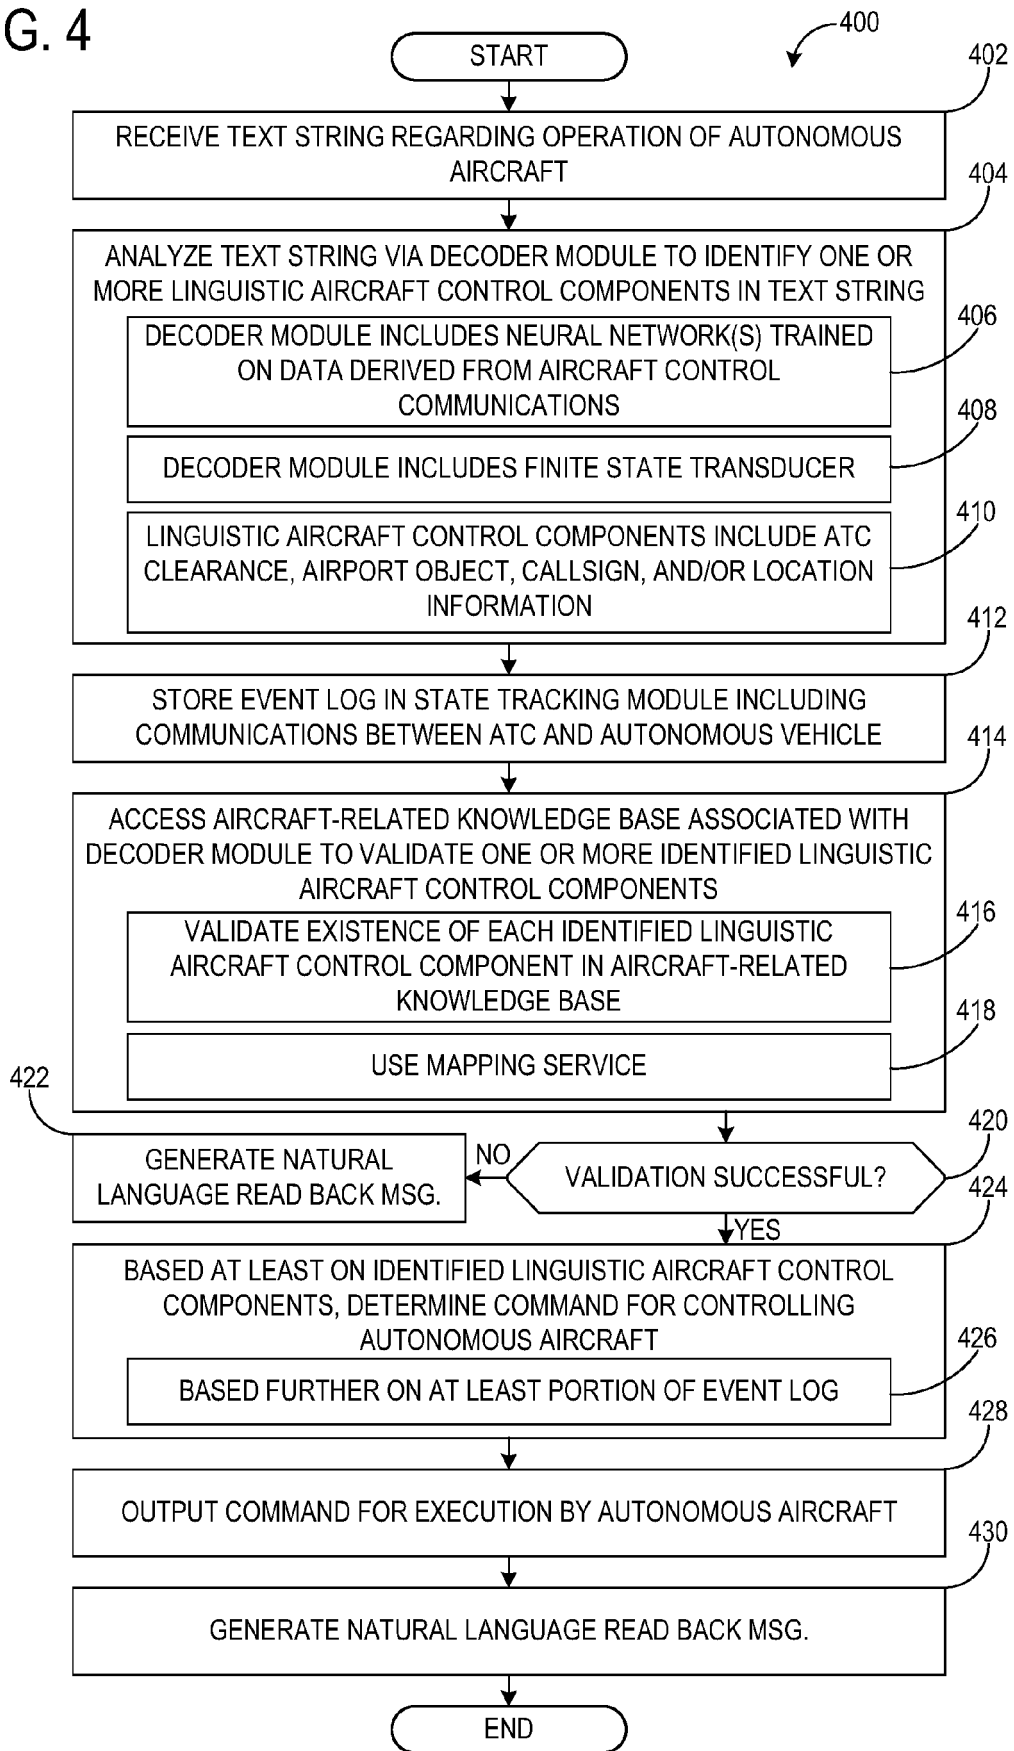 G. 4
400
START
402
RECEIVE TEXT STRING REGARDING OPERATION OF AUTONOMOUS
AIRCRAFT
404
ANALYZE TEXT STRING VIA DECODER MODULE TO IDENTIFY ONE OR
MORE LINGUISTIC AIRCRAFT CONTROL COMPONENTS IN TEXT STRING
406
DECODER MODULE INCLUDES NEURAL NETWORK(S) TRAINED
ON DATA DERIVED FROM AIRCRAFT CONTROL
COMMUNICATIONS
408
DECODER MODULE INCLUDES FINITE STATE TRANSDUCER
410
LINGUISTIC AIRCRAFT CONTROL COMPONENTS INCLUDE ATC
CLEARANCE, AIRPORT OBJECT, CALLSIGN, AND/OR LOCATION
INFORMATION
412
STORE EVENT LOG IN STATE TRACKING MODULE INCLUDING
COMMUNICATIONS BETWEEN ATC AND AUTONOMOUS VEHICLE
414
ACCESS AIRCRAFT-RELATED KNOWLEDGE BASE ASSOCIATED WITH
DECODER MODULE TO VALIDATE ONE OR MORE IDENTIFIED LINGUISTIC
AIRCRAFT CONTROL COMPONENTS
416
VALIDATE EXISTENCE OF EACH IDENTIFIED LINGUISTIC
AIRCRAFT CONTROL COMPONENT IN AIRCRAFT-RELATED
KNOWLEDGE BASE
418
USE MAPPING SERVICE
422
420
GENERATE NATURAL
LANGUAGE READ BACK MSG.
NO
VALIDATION SUCCESSFUL?
424
YES
BASED AT LEAST ON IDENTIFIED LINGUISTIC AIRCRAFT CONTROL
COMPONENTS, DETERMINE COMMAND FOR CONTROLLING
AUTONOMOUS AIRCRAFT
426
BASED FURTHER ON AT LEAST PORTION OF EVENT LOG
428
OUTPUT COMMAND FOR EXECUTION BY AUTONOMOUS AIRCRAFT
430
GENERATE NATURAL LANGUAGE READ BACK MSG.
END